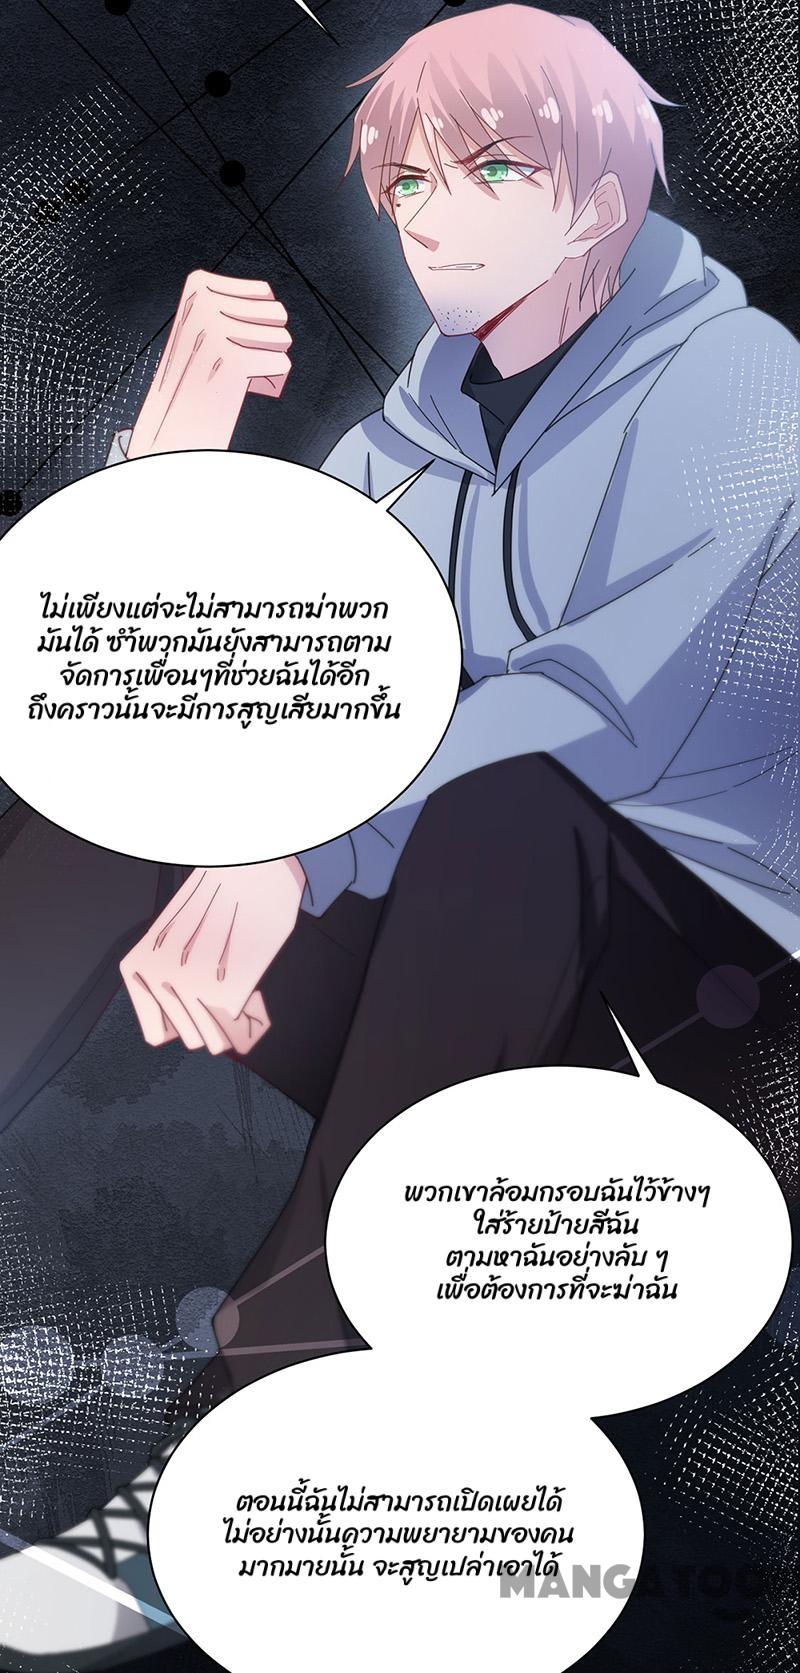 ไม่เพียงแต่จะไม่สามารถฆ่าพวก
มันได้ ซ้ำพวกมันยังสามารถตาม
จัดการเพื่อนๆที่ช่วยฉันได้อีก
ถึงคราวนั้นจะมีการสูญเสียมากขึ้น
พวกเขาล้อมกรอบฉันไว้ข้างๆ
ใส่ร้ายป้ายสีฉัน
ตามหาฉันอย่างลับ ๆ
เพื่อต้องการที่จะฆ่าฉัน
ตอนนี้ฉันไม่สามารถเปิดเผยได้
ไม่อย่างนั้นความพยายามของคน
มากมายนั้น จะสูญเปล่าเอาได้
MANGATOON